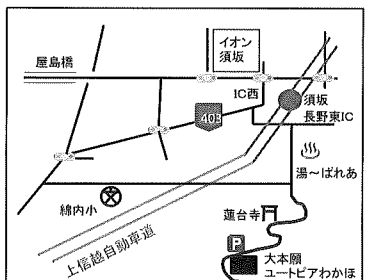 イオン
須坂
屋島橋
IC西
403
須坂
長野東IC
湯～ぱれあ
綿内小
蓮台寺
上信越自動車道
P
大本願
ユートピアわかほ